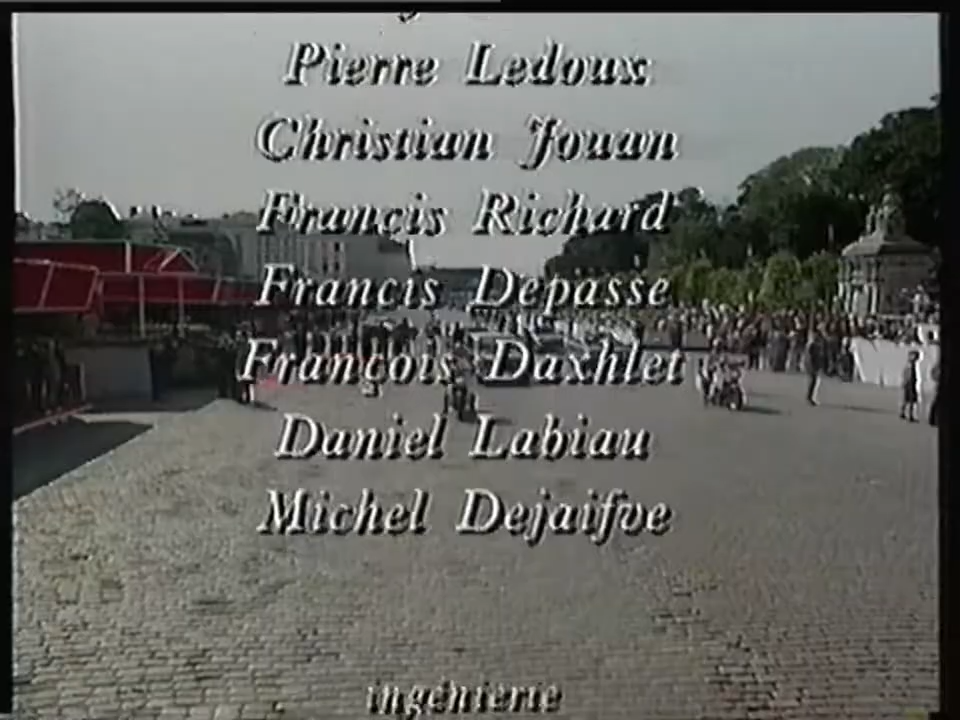 Pierre Ledoux
Christian Jouan
Francis Richard
Francis Depasse
François Daxhlet
Daniel Labiau
Michel Dejaifve
ingénierie